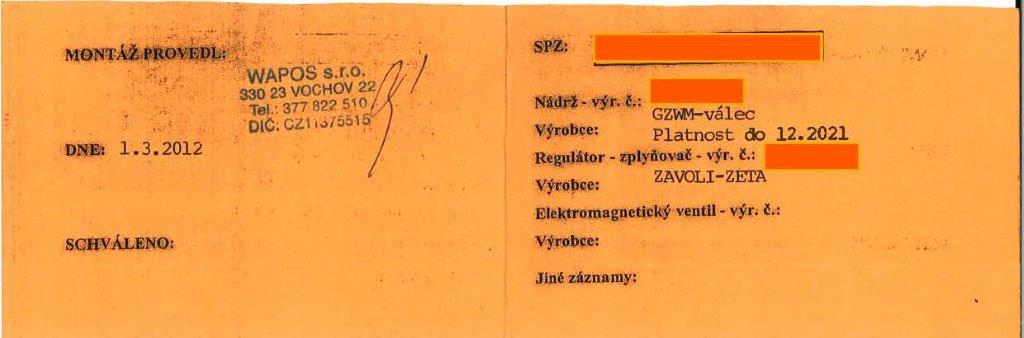 MONTÁŽ PROVEDL:
WAPOS s.r.o.
330 23 VOCHOV 22
Tel.: 377 822 510
DIČ: CZ11375515
DNE: 1.3.2012
SCHVÁLENO:
SPZ:
Nádrž - výr. č.:
GZWM-válec
Výrobce: Platnost do 12.2021
Regulátor - zplyňovač - výr. č.:
Výrobce: ZAVOLI-ZETA
Elektromagnetický ventil - výr. č.:
Výrobce:
Jiné záznamy: